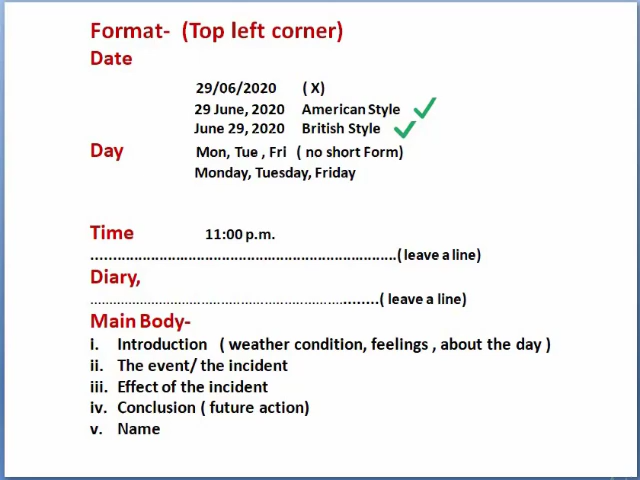 Format-  (Top left corner)
Date
29/06/2020 ( X)
29 June, 2020 American Style
June 29, 2020 British Style
Day Mon, Tue , Fri ( no short Form)
Monday, Tuesday, Friday
Time 11:00 p.m.
....................................................................( leave a line)
Diary,
....................................................................( leave a line)
Main Body-
i. Introduction ( weather condition, feelings , about the day )
ii. The event/ the incident
iii. Effect of the incident
iv. Conclusion ( future action)
v. Name